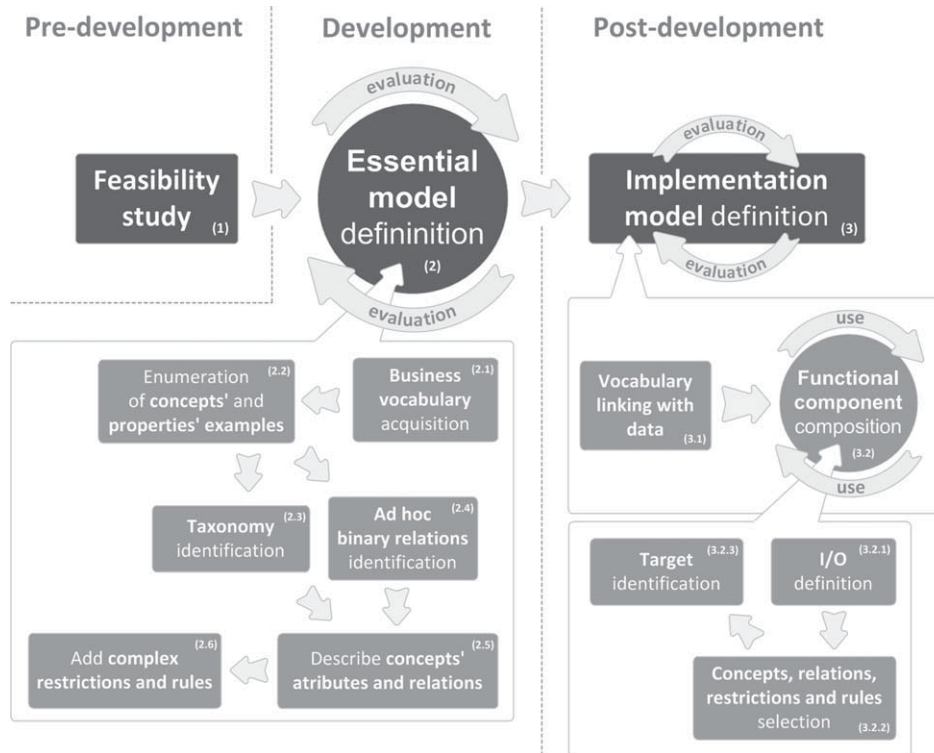 Pre-development
Development
Post-development
evaluation
Feasibility
study (1)
Essential
model
defininition
(2)
evaluation
evaluation
Implementation
model definition (3)
evaluation
Enumeration (2.2)
of concepts' and
properties' examples
Business (2.1)
vocabulary
acquisition
Taxonomy (2.3)
identification
Ad hoc (2.4)
binary relations
identification
Add complex (2.6)
restrictions and rules
Describe concepts' (2.5)
atributes and relations
use
Vocabulary
linking with
data (3.1)
Functional
component
composition
(3.2)
use
Target (3.2.3)
identification
I/O (3.2.1)
definition
Concepts, relations,
restrictions and rules
selection (3.2.2)